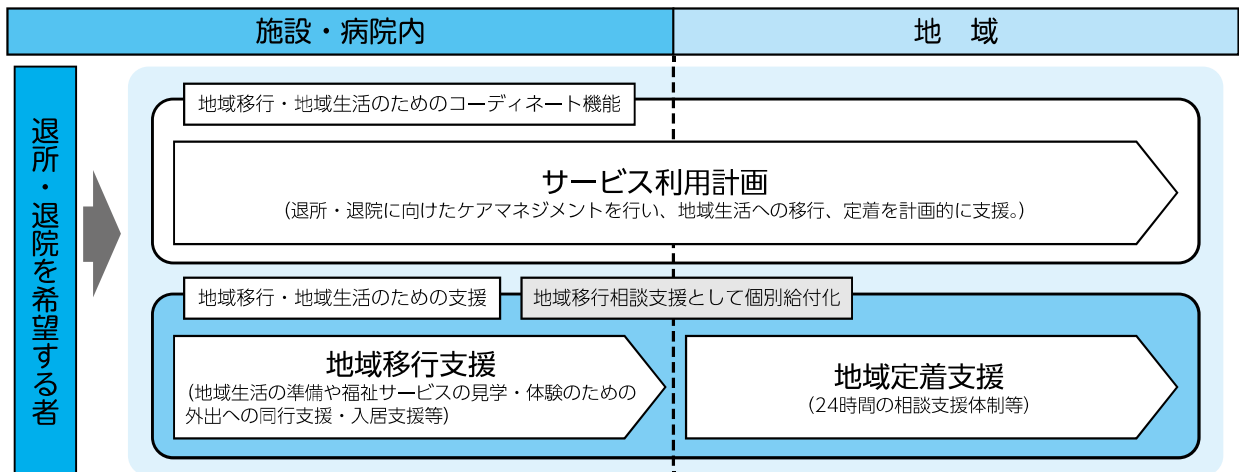 施設・病院内
地　域
退所・退院を希望する者
地域移行・地域生活のためのコーディネート機能
サービス利用計画
(退所・退院に向けたケアマネジメントを行い、地域生活への移行、定着を計画的に支援。)
地域移行・地域生活のための支援
地域移行相談支援として個別給付化
地域移行支援
(地域生活の準備や福祉サービスの見学・体験のための
外出への同行支援・入居支援等)
地域定着支援
(24時間の相談支援体制等)